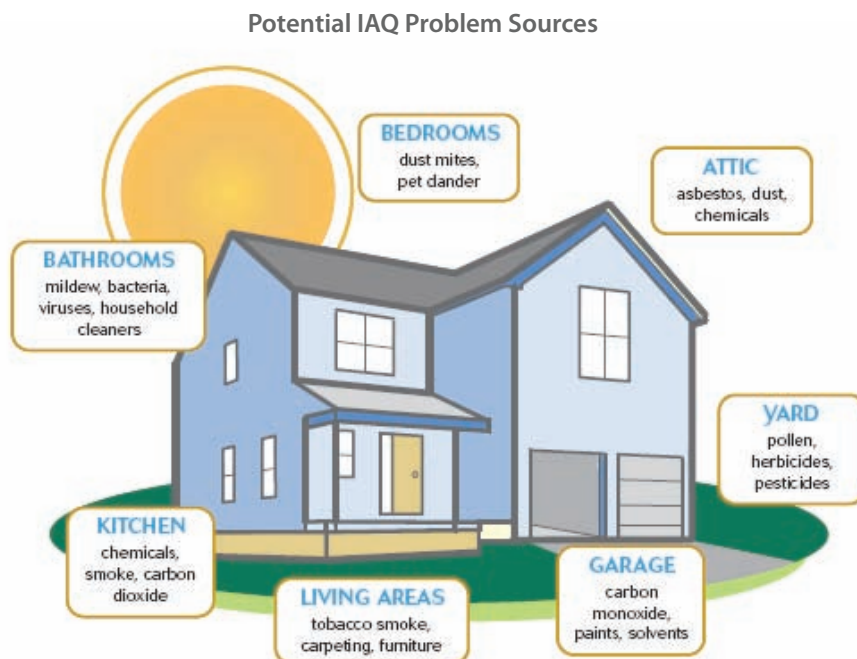 Potential IAQ Problem Sources
BEDROOMS
dust mites,
pet dander
ATTIC
asbestos, dust,
chemicals
BATHROOMS
mildew, bacteria,
viruses, household
cleaners
YARD
pollen,
herbicides,
pesticides
KITCHEN
chemicals,
smoke, carbon
dioxide
LIVING AREAS
tobacco smoke,
carpeting, furniture
GARAGE
carbon
monoxide,
paints, solvents